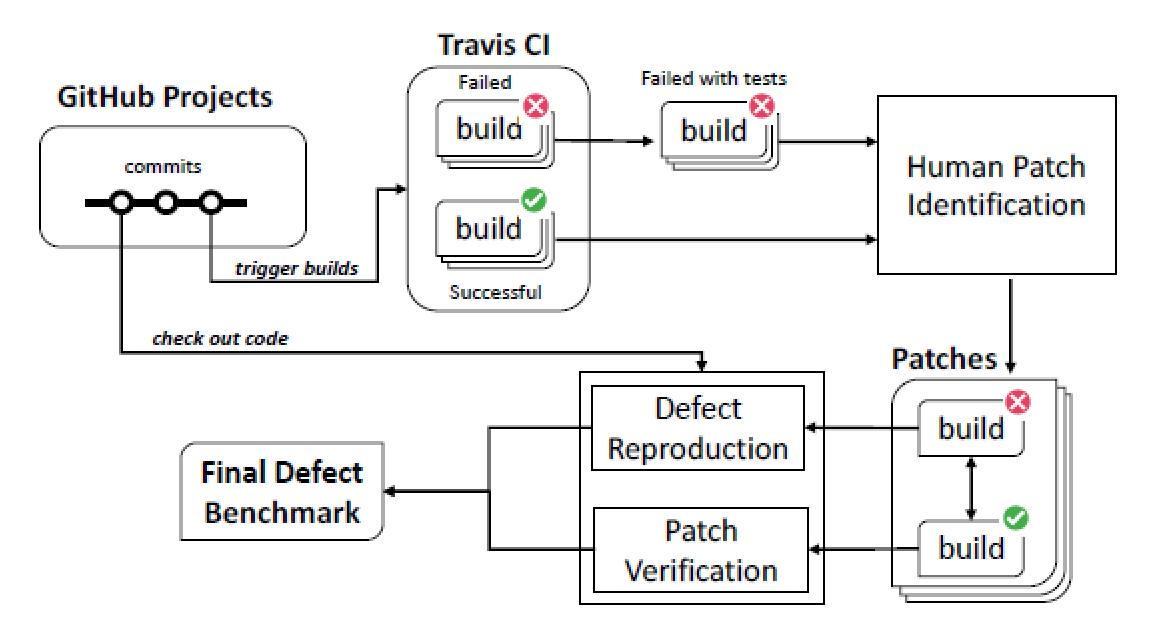 Travis CI
GitHub Projects
commits
Failed
build
build
Successful
Failed with tests
build
Human Patch
Identification
trigger builds
check out code
Patches
build
build
Defect
Reproduction
Patch
Verification
Final Defect
Benchmark